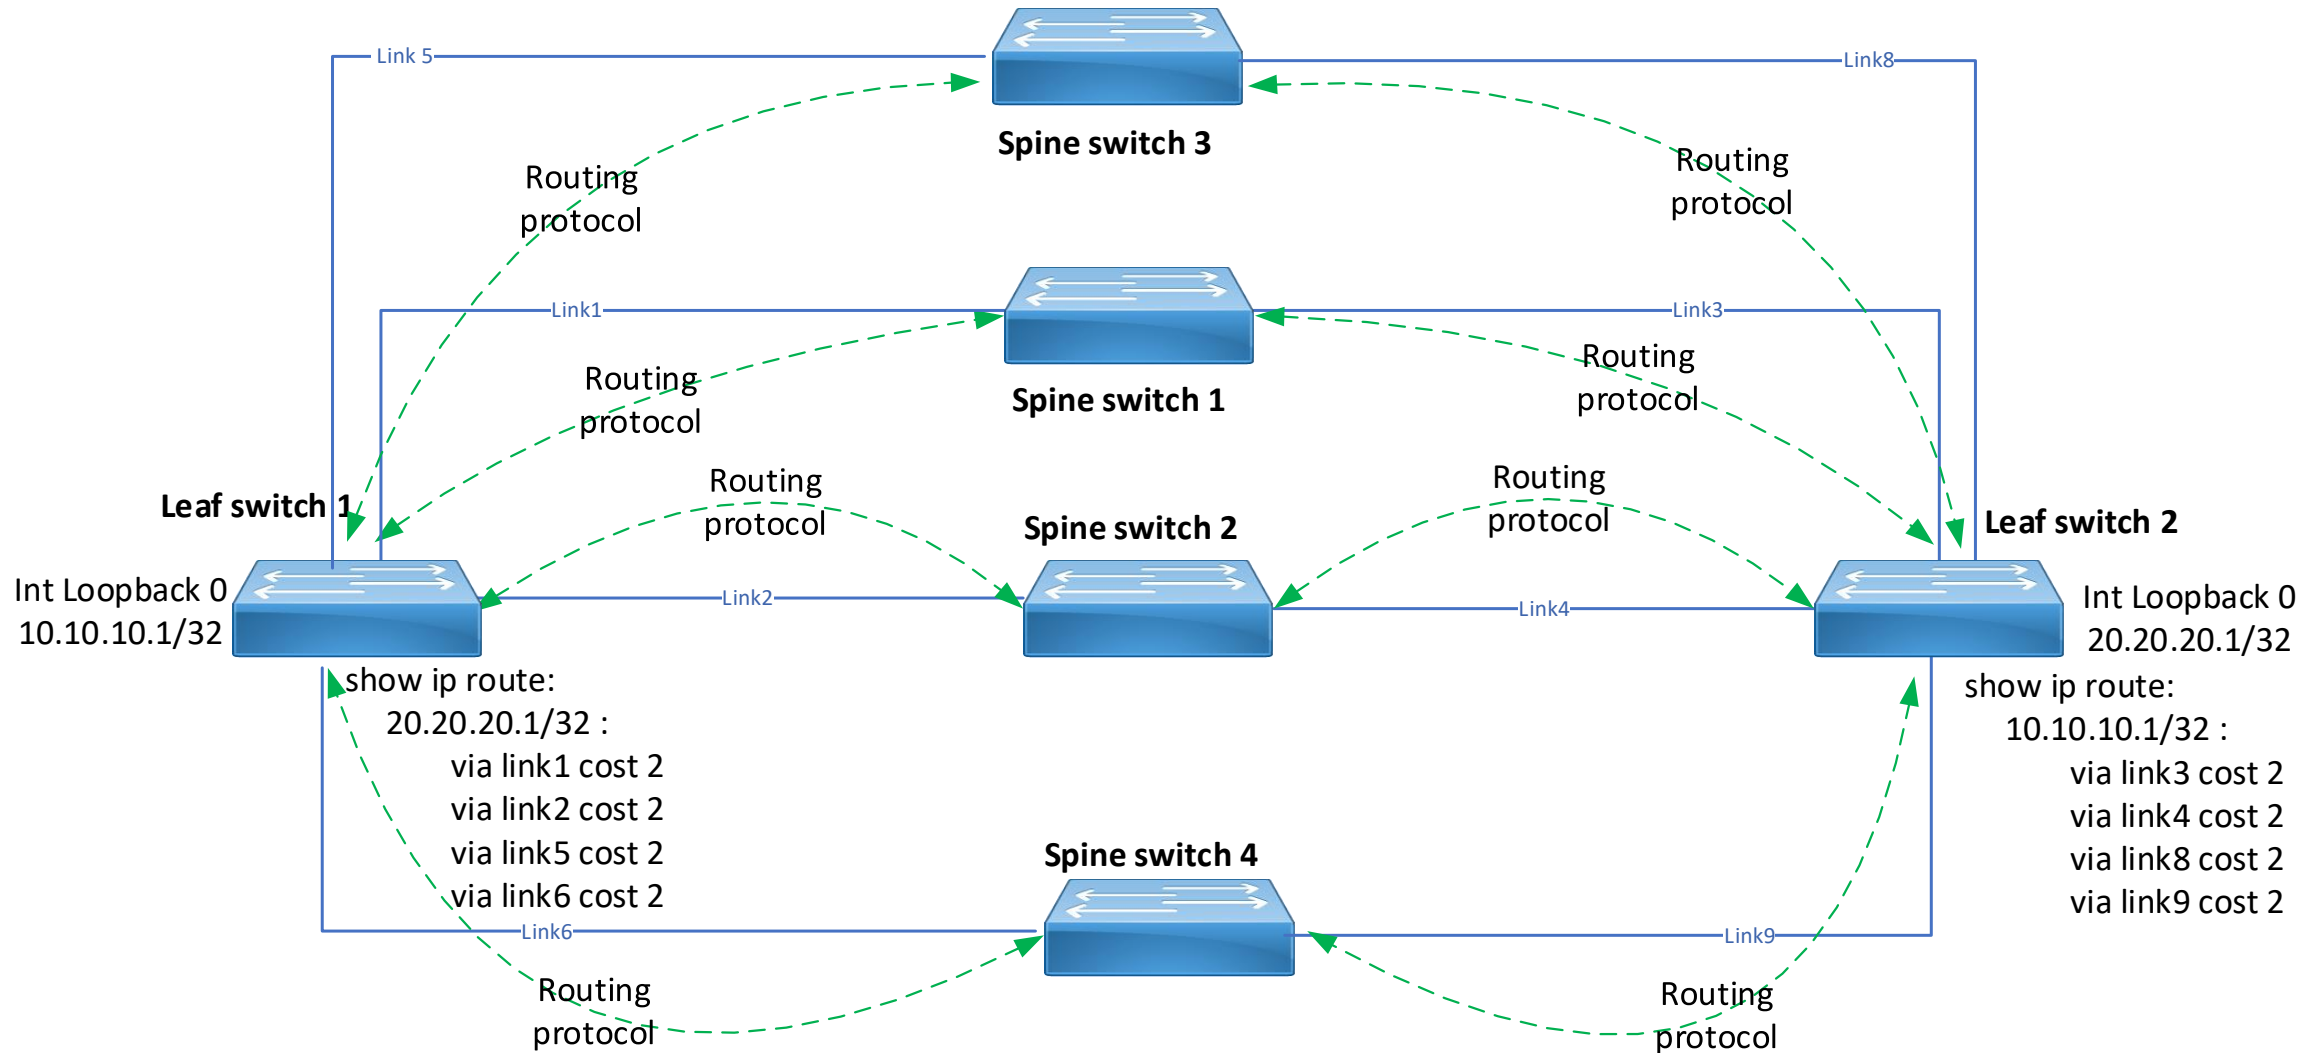 Link 5
Link8
Spine switch 3
Routing
protocol
Routing
protocol
Link1
Link3
Routing
protocol
Routing
protocol
Spine switch 1
Routing
protocol
Routing
protocol
Leaf switch 1
Spine switch 2
Leaf switch 2
Int Loopback 0
10.10.10.1/32
Link2
Link4
Int Loopback 0
20.20.20.1/32
show ip route:
20.20.20.1/32 :
via link1 cost 2
via link2 cost 2
via link5 cost 2
via link6 cost 2
show ip route:
10.10.10.1/32 :
via link3 cost 2
via link4 cost 2
via link8 cost 2
via link9 cost 2
Spine switch 4
Link6
Link9
Routing
protocol
Routing
protocol